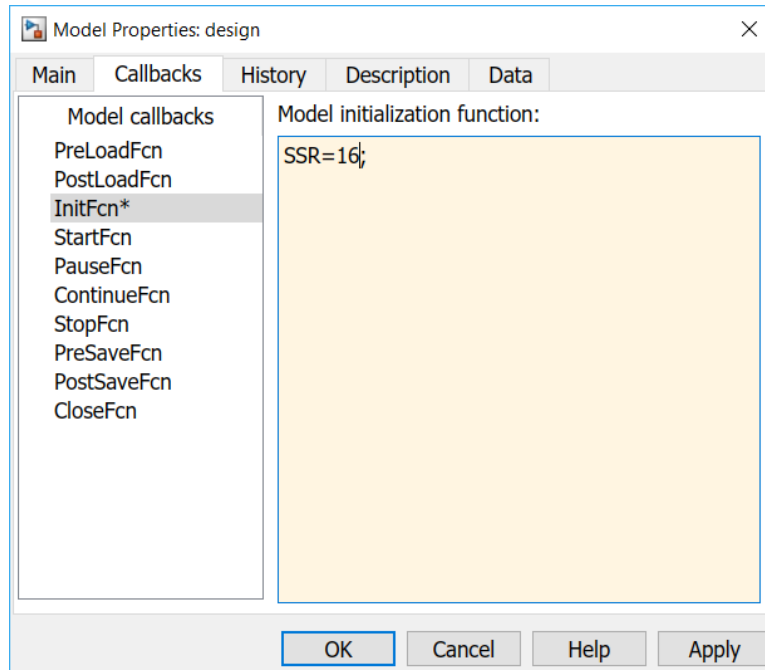 Model Properties: design
Main Callbacks History Description Data
Model callbacks
PreLoadFcn
PostLoadFcn
InitFcn*
StartFcn
PauseFcn
ContinueFcn
StopFcn
PreSaveFcn
PostSaveFcn
CloseFcn
Model initialization function:
SSR=16;
OK Cancel Help Apply